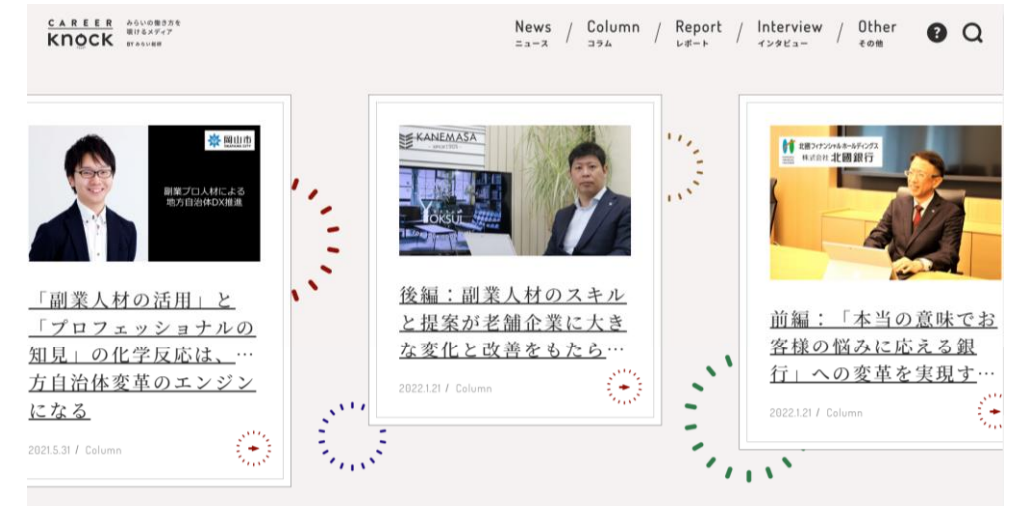 CAREER
Knock
みらいの働き方を
覗けるメディア
BY みらい動研
News
ニュース
/
Column
コラム
/
Report
レポート
/
Interview
インタビュー
/
Other
その他
?
岡山市
OKAYAMA CITY
副業プロ人材による
地方自治体DX推進
「副業人材の活用」と
「プロフェッショナルの
知見」の化学反応は、…
方自治体変革のエンジン
になる
2021.5.31 / Column
KANEMASA
since 1921
YOKSUI
後編：副業人材のスキル
と提案が老舗企業に大き
な変化と改善をもたら…
2022.1.21 / Column
北國フィナンシャルホールディングス
株式会社 北國銀行
前編：「本当の意味でお
客様の悩みに応える銀
行」への変革を実現す…
2022.1.21 / Column